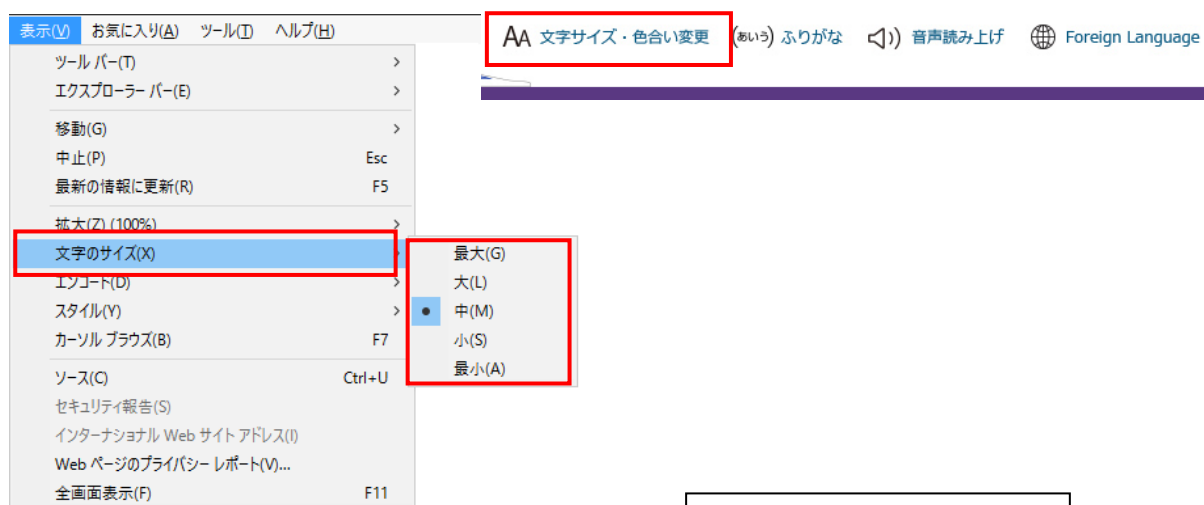 表示(V) お気に入り(A) ツール(T) ヘルプ(H)
ツール バー(T)
エクスプローラー バー(E)
移動(G)
中止(P) Esc
最新の情報に更新(R) F5
拡大(Z) (100%)
文字のサイズ(X)
エンコード(D)
スタイル(Y)
カーソル ブラウズ(B) F7
ソース(C) Ctrl+U
セキュリティ報告(S)
インターナショナル Web サイト アドレス(I)
Web ページのプライバシー レポート(V)...
全画面表示(F) F11
最大(G)
大(L)
中(M)
小(S)
最小(A)
AA 文字サイズ・色合い変更 (あいう) ふりがな 音声読み上げ Foreign Language